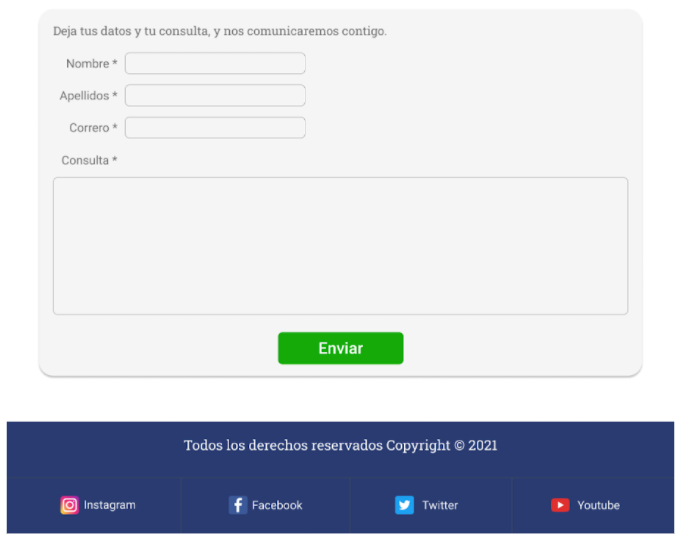 Deja tus datos y tu consulta, y nos comunicaremos contigo.
Nombre *
Apellidos *
Correro *
Consulta *
Enviar
Todos los derechos reservados Copyright © 2021
Instagram Facebook Twitter Youtube